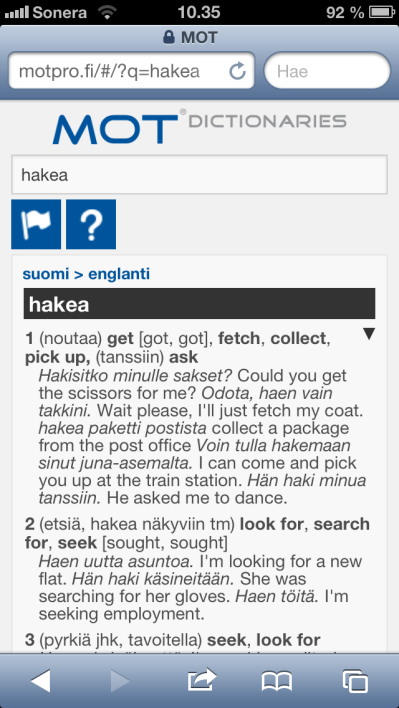 Sonera 10.35 92 %
MOT
motpro.fi/#/?q=hakea Hae
MOT® DICTIONARIES
hakea
?
suomi > englanti
hakea
1 (noutaa) get [got, got], fetch, collect,
pick up, (tanssiin) ask
Hakisitko minulle sakset? Could you get
the scissors for me? Odota, haen vain
takkini. Wait please, I'll just fetch my coat.
hakea paketti postista collect a package
from the post office Voin tulla hakemaan
sinut juna-asemalta. I can come and pick
you up at the train station. Hän haki minua
tanssiin. He asked me to dance.
2 (etsiä, hakea näkyviin tm) look for, search
for, seek [sought, sought]
Haen uutta asuntoa. I'm looking for a new
flat. Hän haki käsineitään. She was
searching for her gloves. Haen töitä. I'm
seeking employment.
3 (pyrkiä jhk, tavoitella) seek, look for